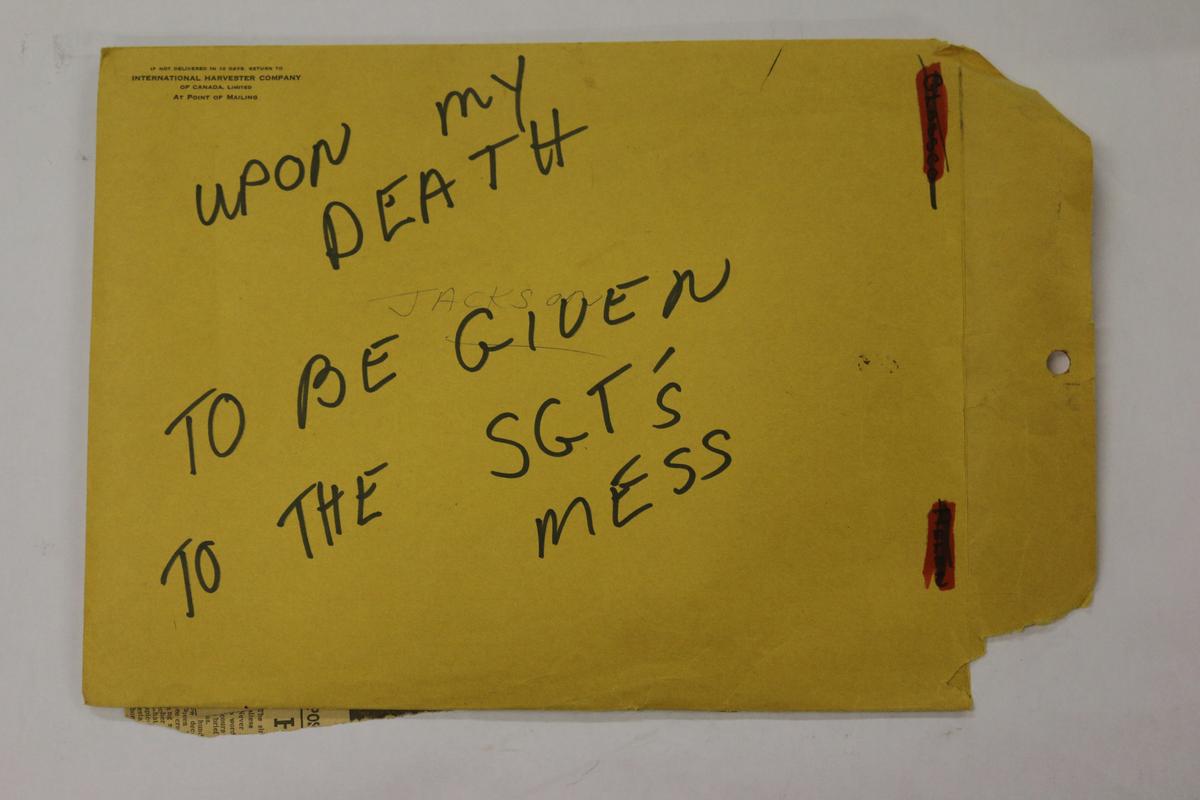 IF NOT DELIVERED IN 10 DAYS, RETURN TO
INTERNATIONAL HARVESTER COMPANY
OF CANADA, LIMITED
AT POINT OF MAILING
UPON MY
DEATH
JACKSON
TO BE GIVEN
TO THE SGT'S
MESS